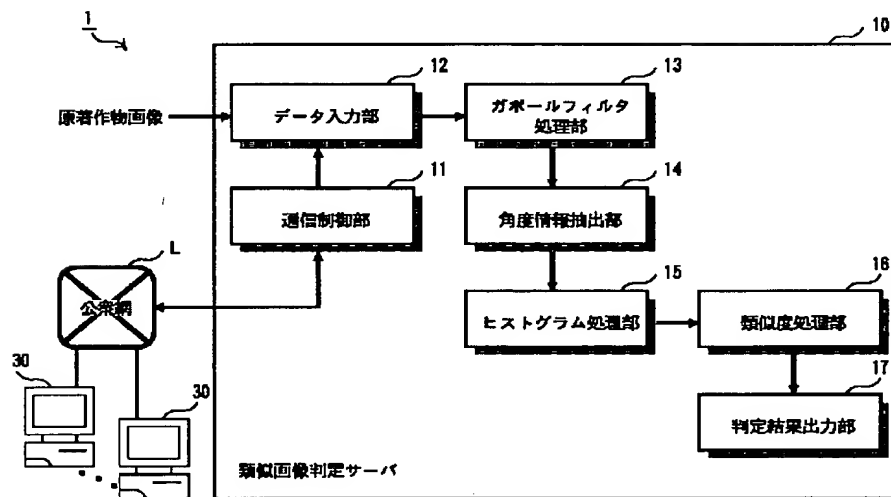 1
10
12
13
原著作物画像
データ入力部
ガボールフィルタ
処理部
11
14
通信制御部
角度情報抽出部
L
15
16
公衆網
ヒストグラム処理部
類似度処理部
30
30
17
判定結果出力部
類似画像判定サーバ